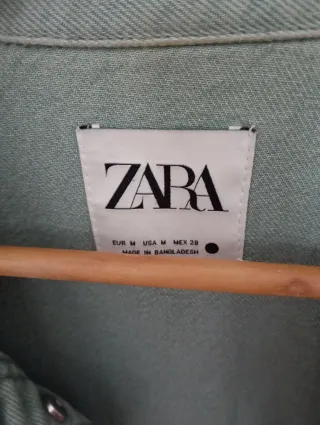 ZARA
EUR M USA M MEX 28
MADE IN BANGLADESH